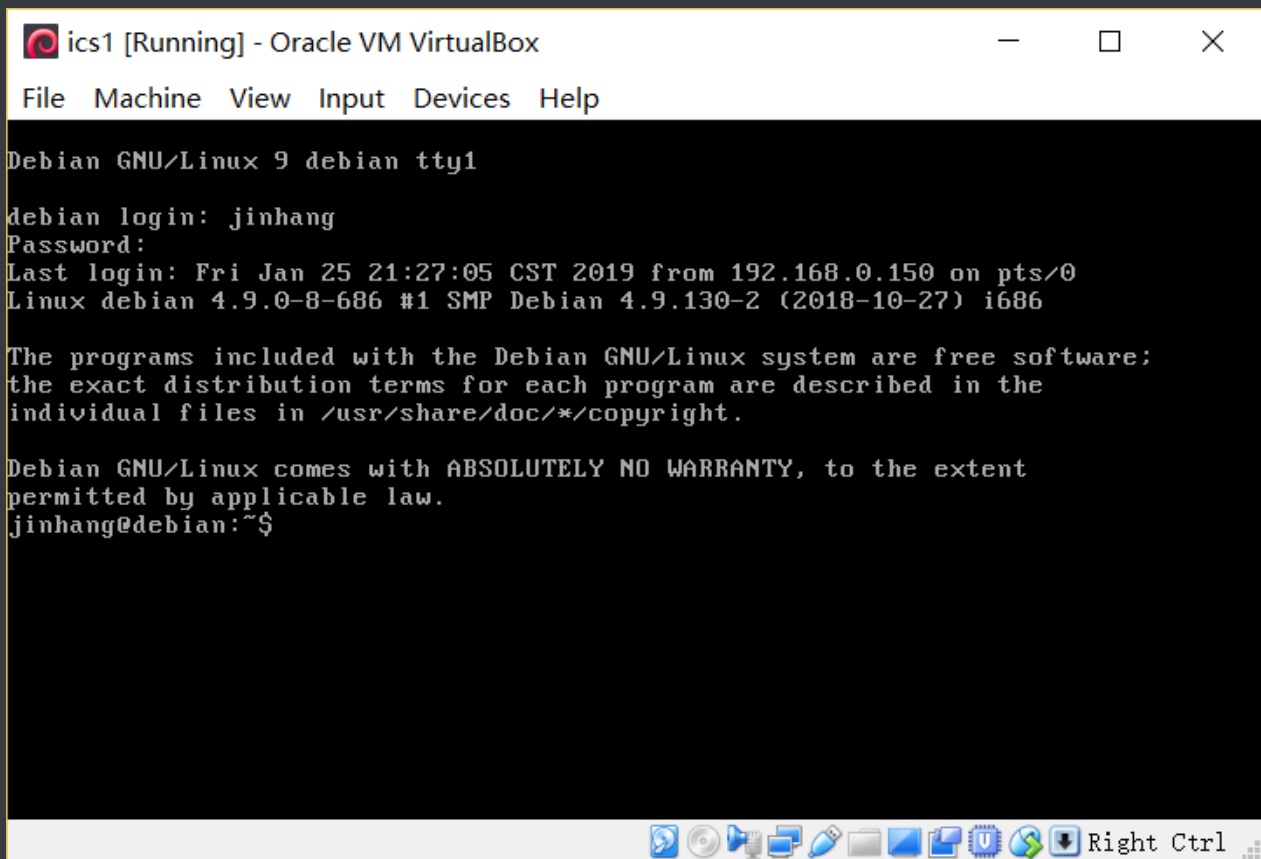 ics1 [Running] - Oracle VM VirtualBox
File Machine View Input Devices Help
Debian GNU/Linux 9 debian tty1
debian login: jinhang
Password:
Last login: Fri Jan 25 21:27:05 CST 2019 from 192.168.0.150 on pts/0
Linux debian 4.9.0-8-686 #1 SMP Debian 4.9.130-2 (2018-10-27) i686
The programs included with the Debian GNU/Linux system are free software;
the exact distribution terms for each program are described in the
individual files in /usr/share/doc/*/copyright.
Debian GNU/Linux comes with ABSOLUTELY NO WARRANTY, to the extent
permitted by applicable law.
jinhang@debian:~$
Right Ctrl